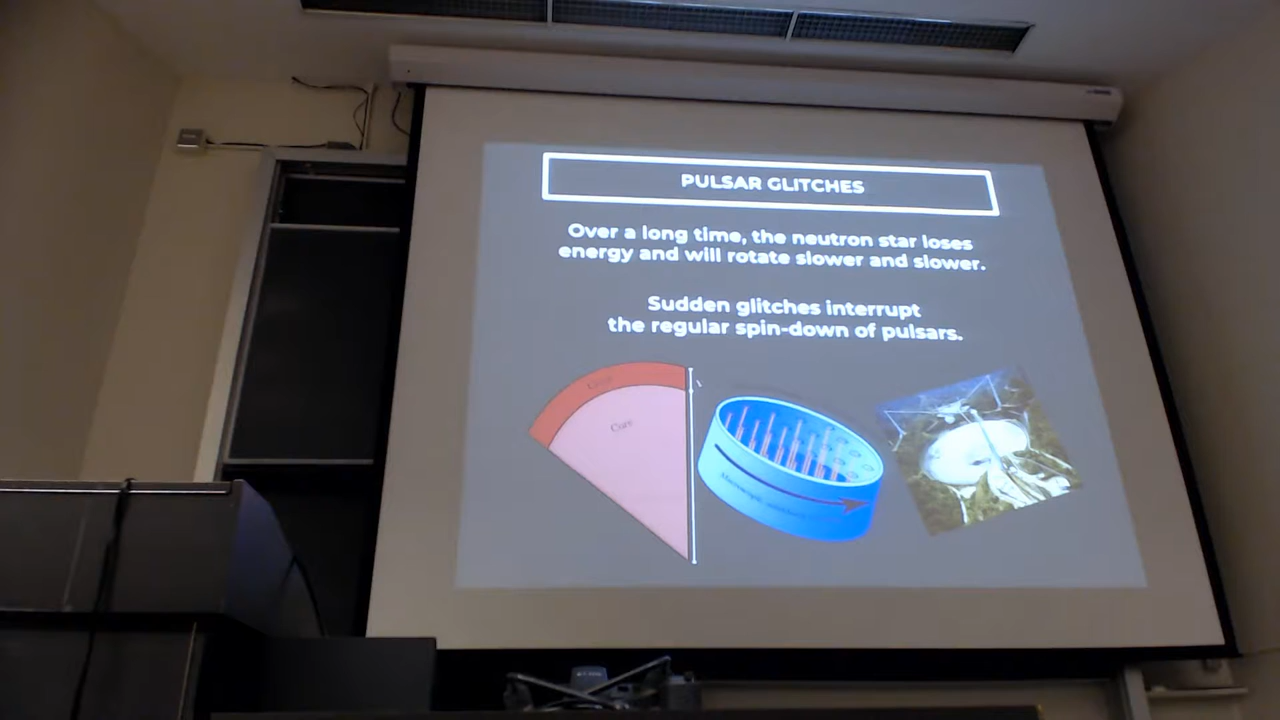 PULSAR GLITCHES
Over a long time, the neutron star loses
energy and will rotate slower and slower.
Sudden glitches interrupt
the regular spin-down of pulsars.
Crust
Core